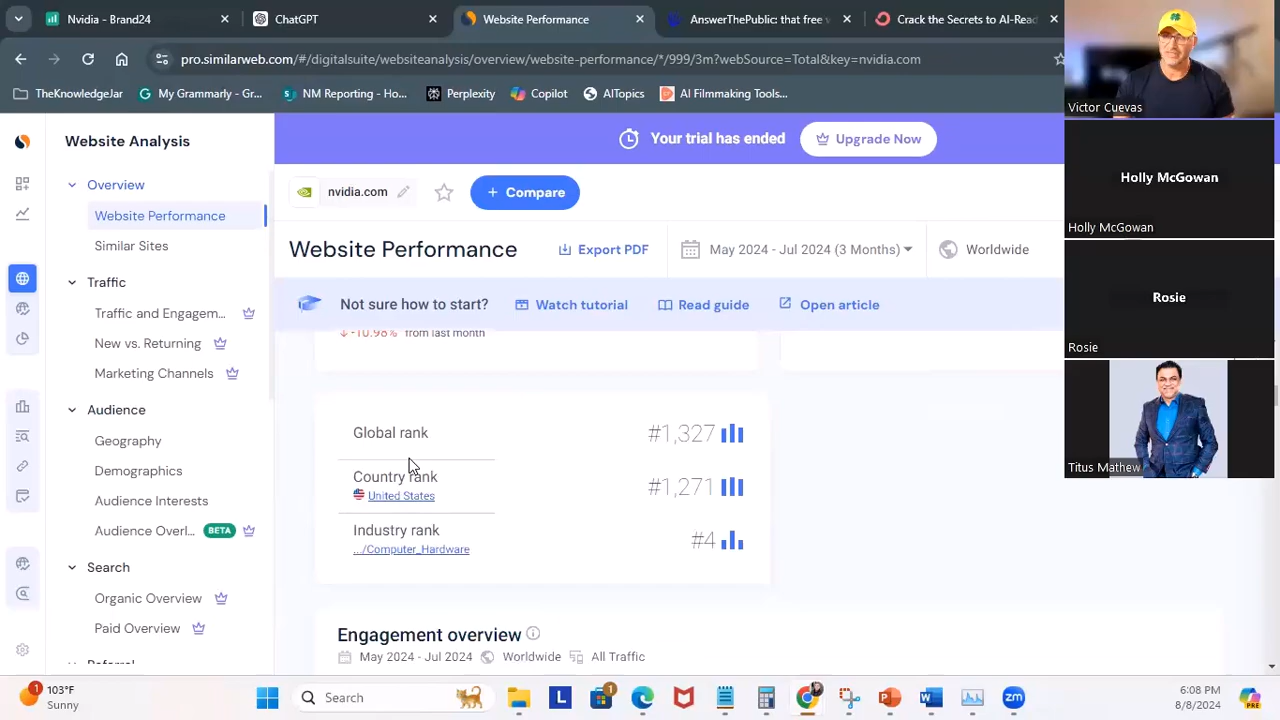 Nvidia - Brand24
ChatGPT
Website Performance
AnswerThePublic that free v
Crack the Secrets to AI-Read
pro.similarweb.com/#/digitalsuite/websiteanalysis/overview/website-performance/*/999/3m?webSource=Total&key=nvidia.com
TheKnowledgeJar
My Grammarly - Gr...
NM Reporting - Ho...
Perplexity
Copilot
AITopics
AI Filmmaking Tools...
Website Analysis
Your trial has ended
Upgrade Now
Overview
Website Performance
Similar Sites
Traffic
Traffic and Engagem...
New vs. Returning
Marketing Channels
Audience
Geography
Demographics
Audience Interests
Audience Overl...
BETA
Search
Organic Overview
Paid Overview
Referral
nvidia.com
+ Compare
Website Performance
Export PDF
May 2024 - Jul 2024 (3 Months)
Worldwide
Not sure how to start?
Watch tutorial
Read guide
Open article
-10.98% from last month
Global rank
#1,327
Country rank
United States
#1,271
Industry rank
.../Computer_Hardware
#4
Engagement overview
May 2024 - Jul 2024
Worldwide
All Traffic
Victor Cuevas
Holly McGowan
Holly McGowan
Rosie
Rosie
Titus Mathew
1
103°F
Sunny
Search
L
1
zm
6:08 PM
8/8/2024
PRE